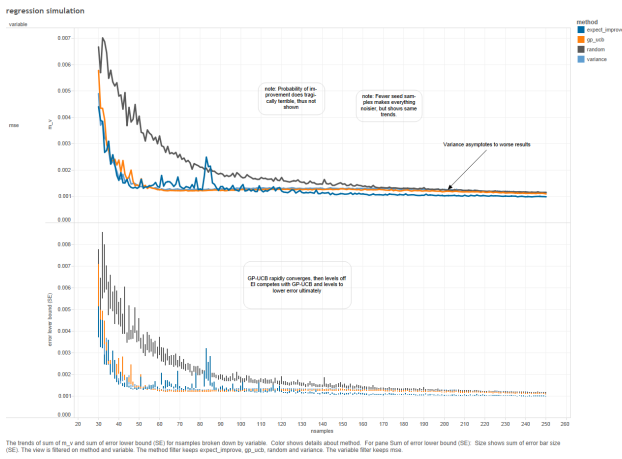 regression simulation
variable
method
expect_improve
gp_ucb
random
variance
mse
m_v
0.007
0.006
0.005
0.004
0.003
0.002
0.001
0.000
note: Probability of im-
provement does tragi-
cally terrible, thus not
shown
note: Fewer seed sam-
ples makes everything
noisier, but shows same
trends.
Variance asymptotes to worse results
error lower bound (SE)
0.008
0.007
0.006
0.005
0.004
0.003
0.002
0.001
0.000
GP-UCB rapidly converges, then levels off
EI competes with GP-UCB and levels to
lower error ultimately
20 30 40 50 60 70 80 90 100 110 120 130 140 150 160 170 180 190 200 210 220 230 240 250 260
nsamples
The trends of sum of m_v and sum of error lower bound (SE) for nsamples broken down by variable. Color shows details about method. For pane Sum of error lower bound (SE): Size shows sum of error bar size
(SE). The view is filtered on method and variable. The method filter keeps expect_improve, gp_ucb, random and variance. The variable filter keeps mse.